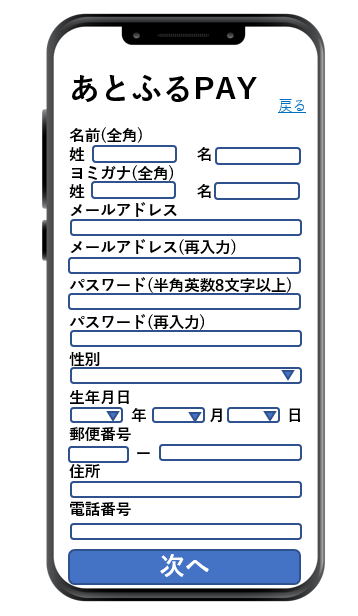 あとふるPAY
戻る
名前(全角)
姓 名
ヨミガナ(全角)
姓 名
メールアドレス
メールアドレス(再入力)
パスワード(半角英数8文字以上)
パスワード(再入力)
性別
生年月日
年 月 日
郵便番号
ー
住所
電話番号
次へ